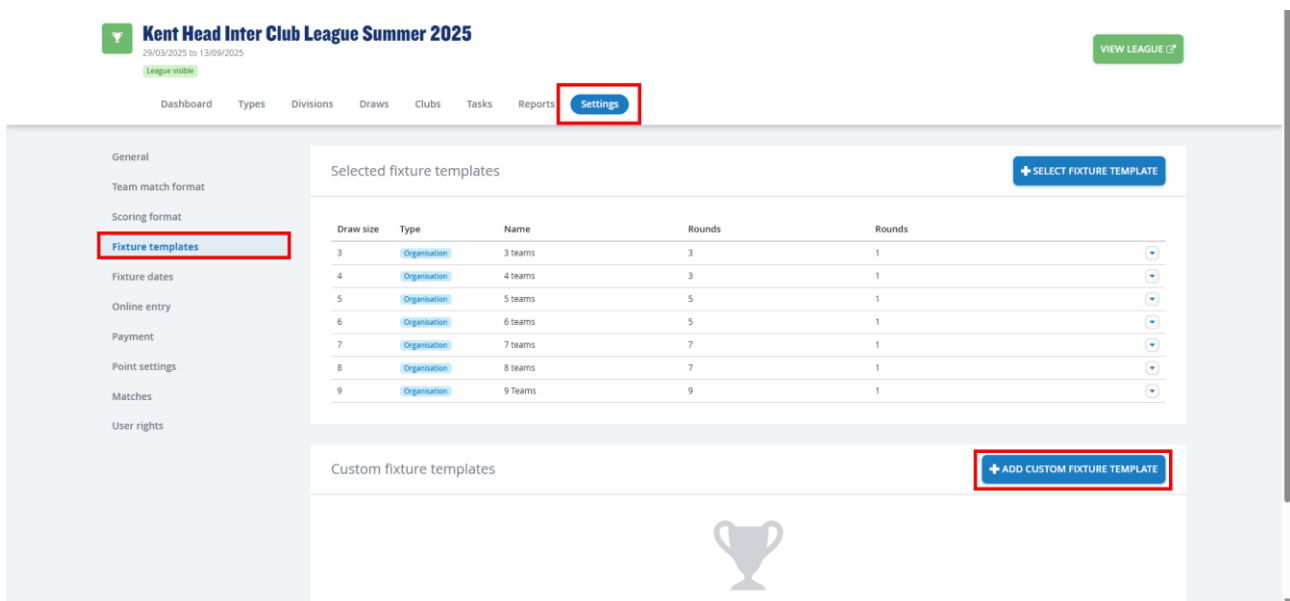 Kent Head Inter Club League Summer 2025
29/03/2025 to 13/09/2025
League visible
VIEW LEAGUE
Dashboard Types Divisions Draws Clubs Tasks Reports Settings
General
Team match format
Scoring format
Fixture templates
Fixture dates
Online entry
Payment
Point settings
Matches
User rights
Selected fixture templates
SELECT FIXTURE TEMPLATE
Draw size Type Name Rounds Rounds
3 Organisation 3 teams 3 1
4 Organisation 4 teams 3 1
5 Organisation 5 teams 5 1
6 Organisation 6 teams 5 1
7 Organisation 7 teams 7 1
8 Organisation 8 teams 7 1
9 Organisation 9 Teams 9 1
Custom fixture templates
ADD CUSTOM FIXTURE TEMPLATE